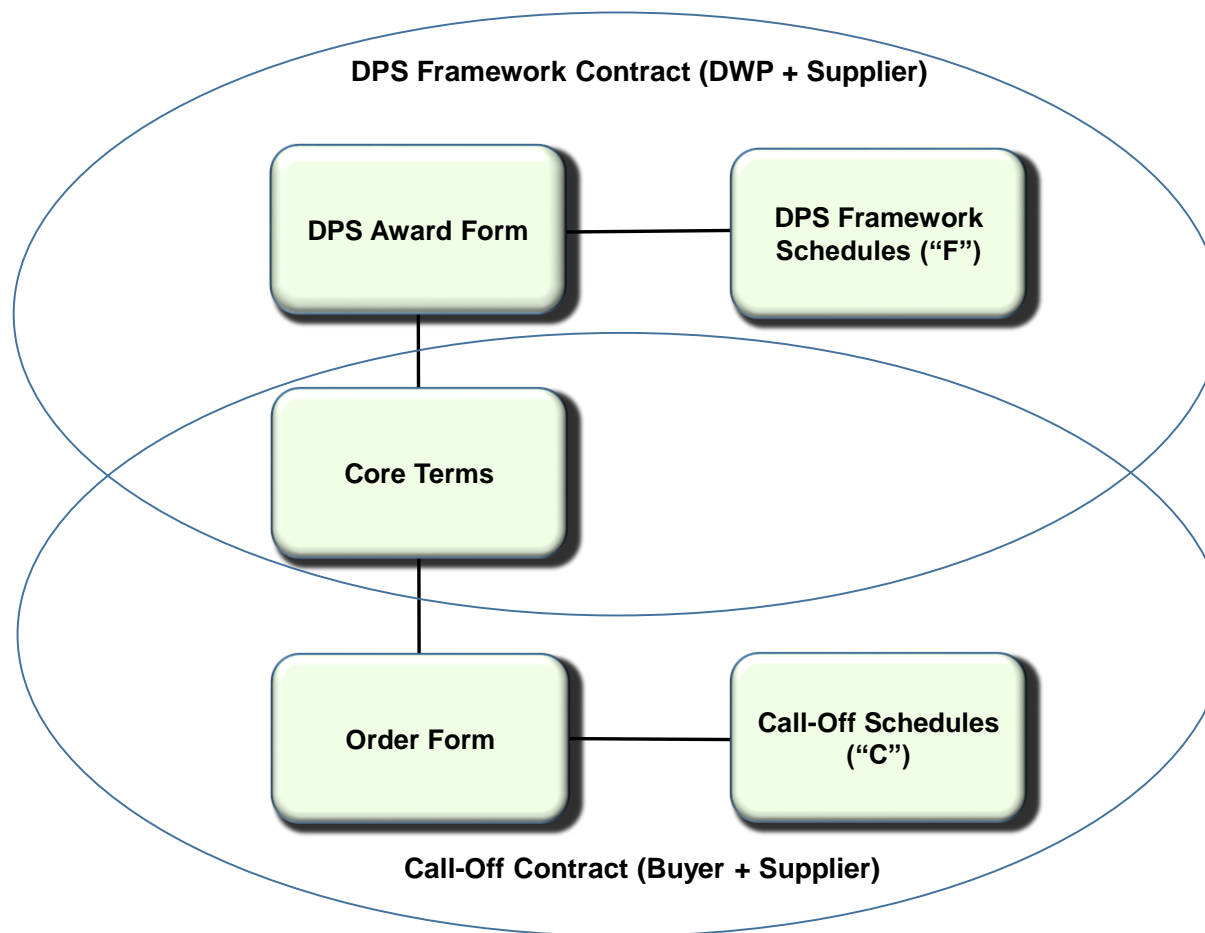 DPS Framework Contract (DWP + Supplier)
DPS Award Form
DPS Framework
Schedules (“F”)
Core Terms
Order Form
Call-Off Schedules
(“C”)
Call-Off Contract (Buyer + Supplier)